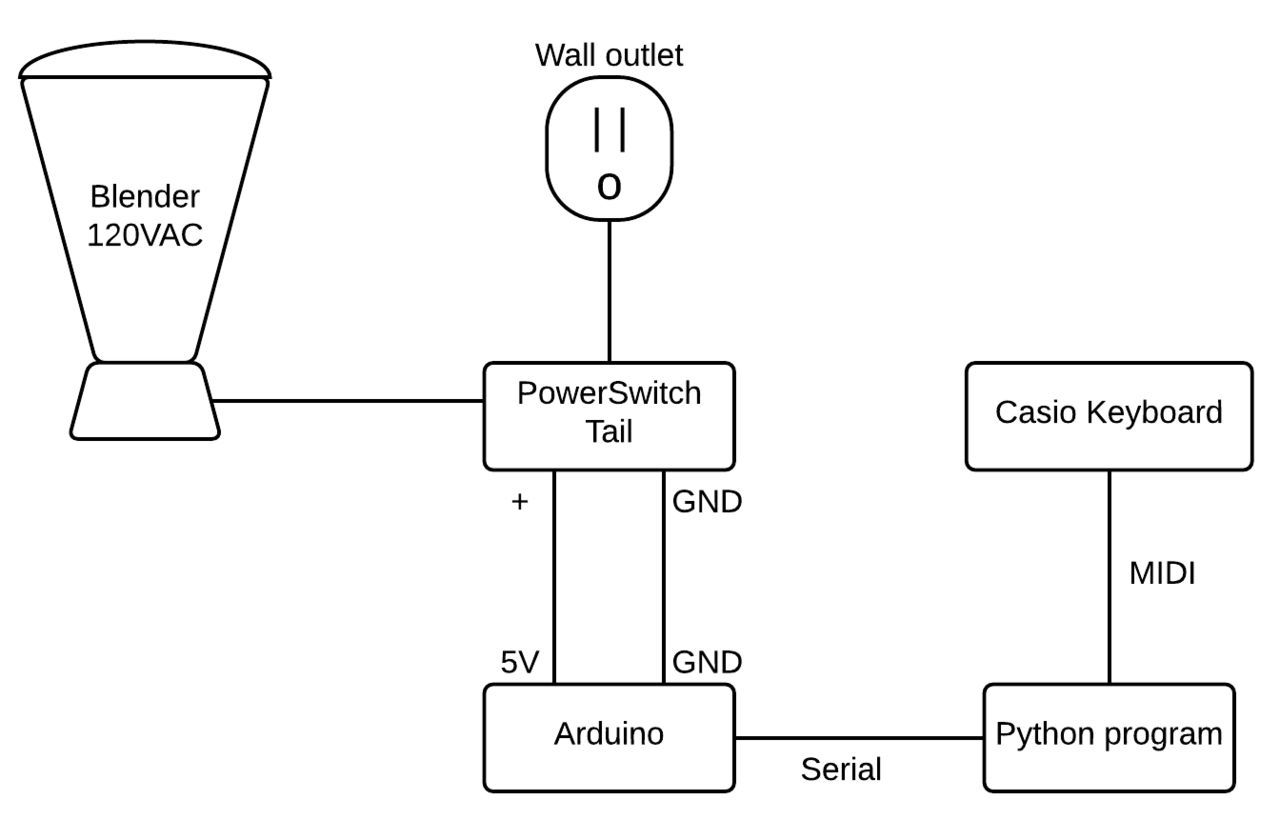 Wall outlet
Blender
120VAC
PowerSwitch
Tail
Casio Keyboard
+
GND
MIDI
5V
GND
Arduino
Python program
Serial